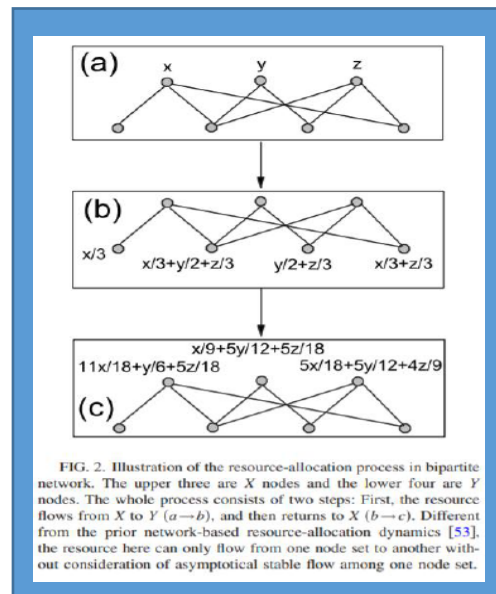 (a)
x y z
(b)
x/3
x/3+y/2+z/3 y/2+z/3 x/3+z/3
x/9+5y/12+5z/18
11x/18+y/6+5z/18 5x/18+5y/12+4z/9
(c)
FIG. 2. Illustration of the resource-allocation process in bipartite
network. The upper three are X nodes and the lower four are Y
nodes. The whole process consists of two steps: First, the resource
flows from X to Y (a→b), and then returns to X (b→c). Different
from the prior network-based resource-allocation dynamics [53],
the resource here can only flow from one node set to another with-
out consideration of asymptotical stable flow among one node set.